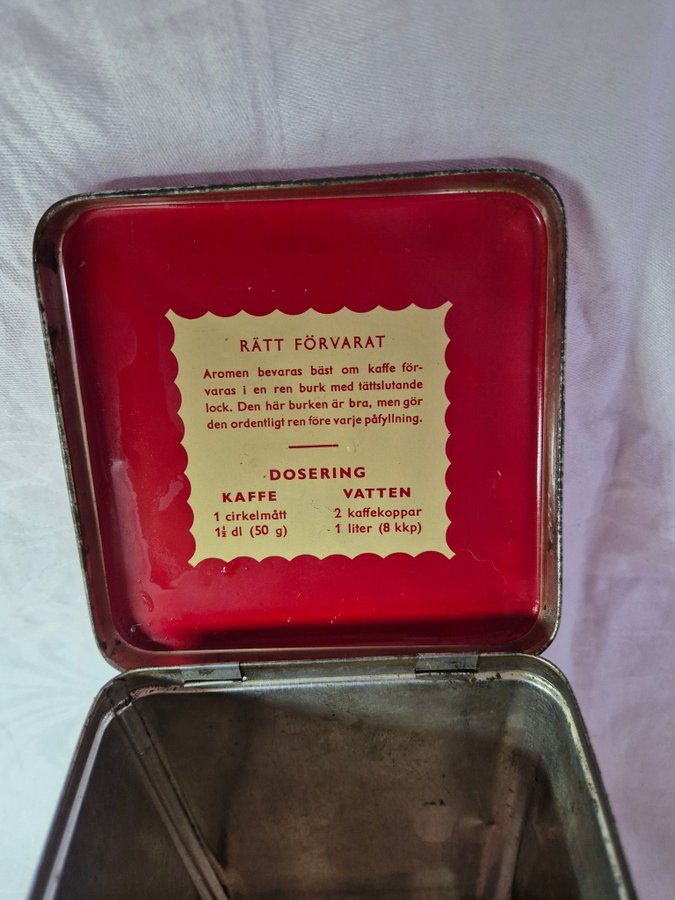 RÄTT FÖRVARAT
Aromen bevaras bäst om kaffe för-
varas i en ren burk med tättslutande
lock. Den här burken är bra, men gör
den ordentligt ren före varje påfyllning.
DOSERING
KAFFE VATTEN
1 cirkelmått 2 kaffekoppar
1½ dl (50 g) 1 liter (8 kkp)